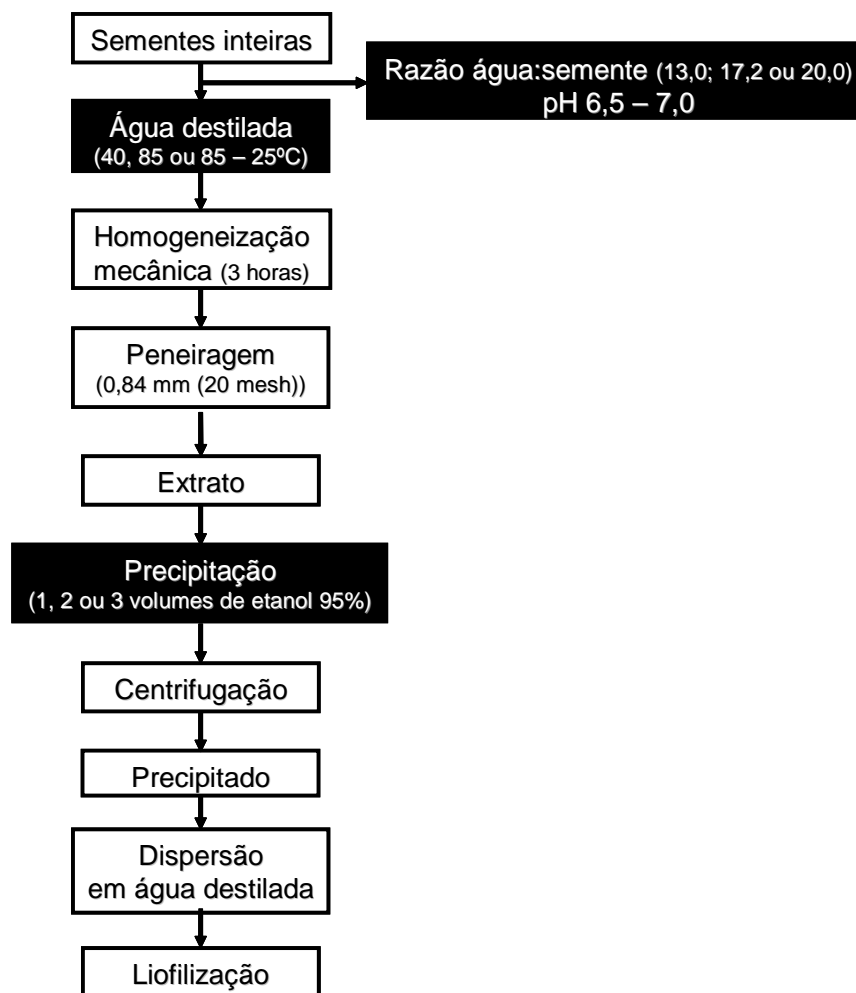 Sementes inteiras
Razão água:semente (13,0; 17,2 ou 20,0)
pH 6,5 – 7,0
Água destilada
(40, 85 ou 85 – 25ºC)
Homogeneização
mecânica (3 horas)
Peneiragem
(0,84 mm (20 mesh))
Extrato
Precipitação
(1, 2 ou 3 volumes de etanol 95%)
Centrifugação
Precipitado
Dispersão
em água destilada
Liofilização